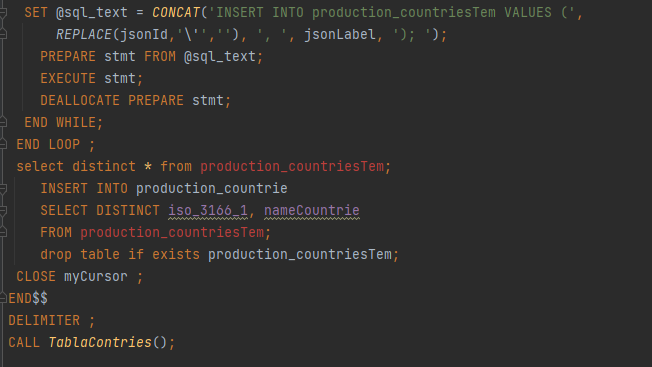 SET @sql_text = CONCAT('INSERT INTO production_countriesTem VALUES (',
REPLACE(jsonId,'\'',''), ', ', jsonLabel, '); ');
PREPARE stmt FROM @sql_text;
EXECUTE stmt;
DEALLOCATE PREPARE stmt;
END WHILE;
END LOOP ;
select distinct * from production_countriesTem;
INSERT INTO production_countrie
SELECT DISTINCT iso_3166_1, nameCountrie
FROM production_countriesTem;
drop table if exists production_countriesTem;
CLOSE myCursor ;
END$$
DELIMITER ;
CALL TablaContries();